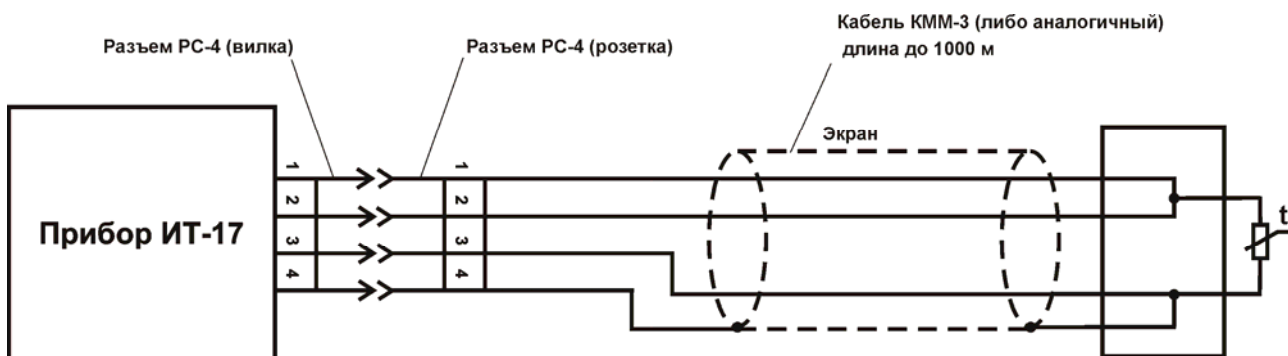 Кабель КММ-3 (либо аналогичный)
длина до 1000 м
Разъем РС-4 (вилка)
Разъем РС-4 (розетка)
Экран
Прибор ИТ-17
1
2
3
4
1
2
3
4
t